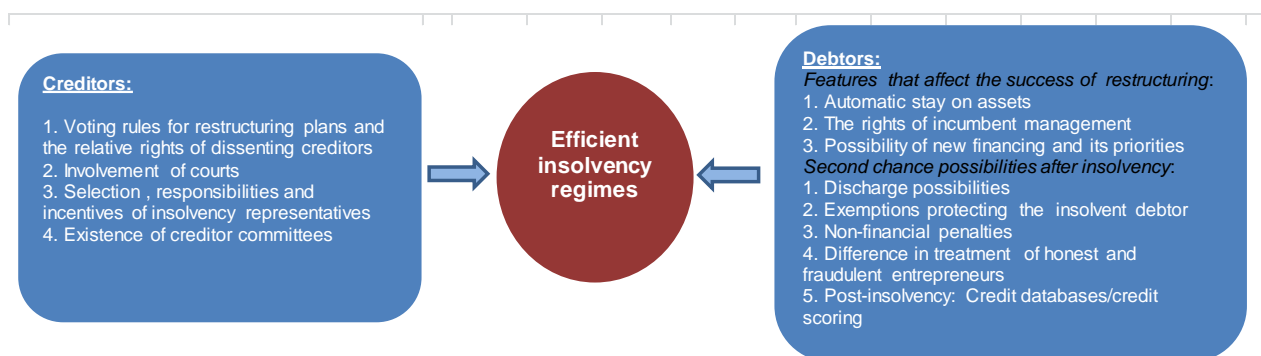 Creditors:
1. Voting rules for restructuring plans and
the relative rights of dissenting creditors
2. Involvement of courts
3. Selection , responsibilities and
incentives of insolvency representatives
4. Existence of creditor committees
Efficient
insolvency
regimes
Debtors:
Features that affect the success of restructuring:
1. Automatic stay on assets
2. The rights of incumbent management
3. Possibility of new financing and its priorities
Second chance possibilities after insolvency:
1. Discharge possibilities
2. Exemptions protecting the insolvent debtor
3. Non-financial penalties
4. Difference in treatment of honest and
fraudulent entrepreneurs
5. Post-insolvency: Credit databases/credit
scoring